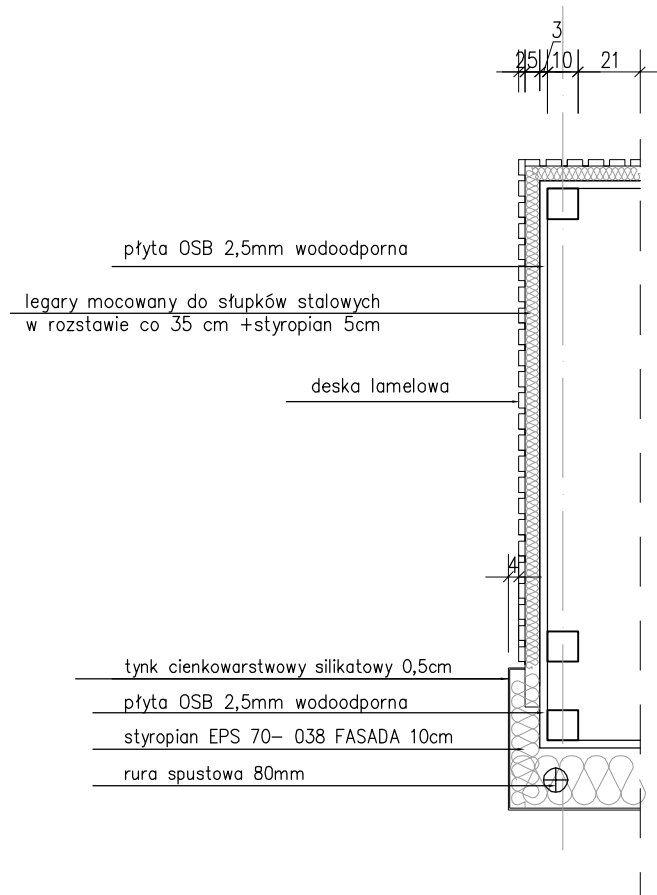 3
2 5 10 21
płyta OSB 2,5mm wodoodporna
legary mocowany do słupków stalowych
w rozstawie co 35 cm +styropian 5cm
deska lamelowa
4
tynk cienkowarstwowy silikatowy 0,5cm
płyta OSB 2,5mm wodoodporna
styropian EPS 70- 038 FASADA 10cm
rura spustowa 80mm